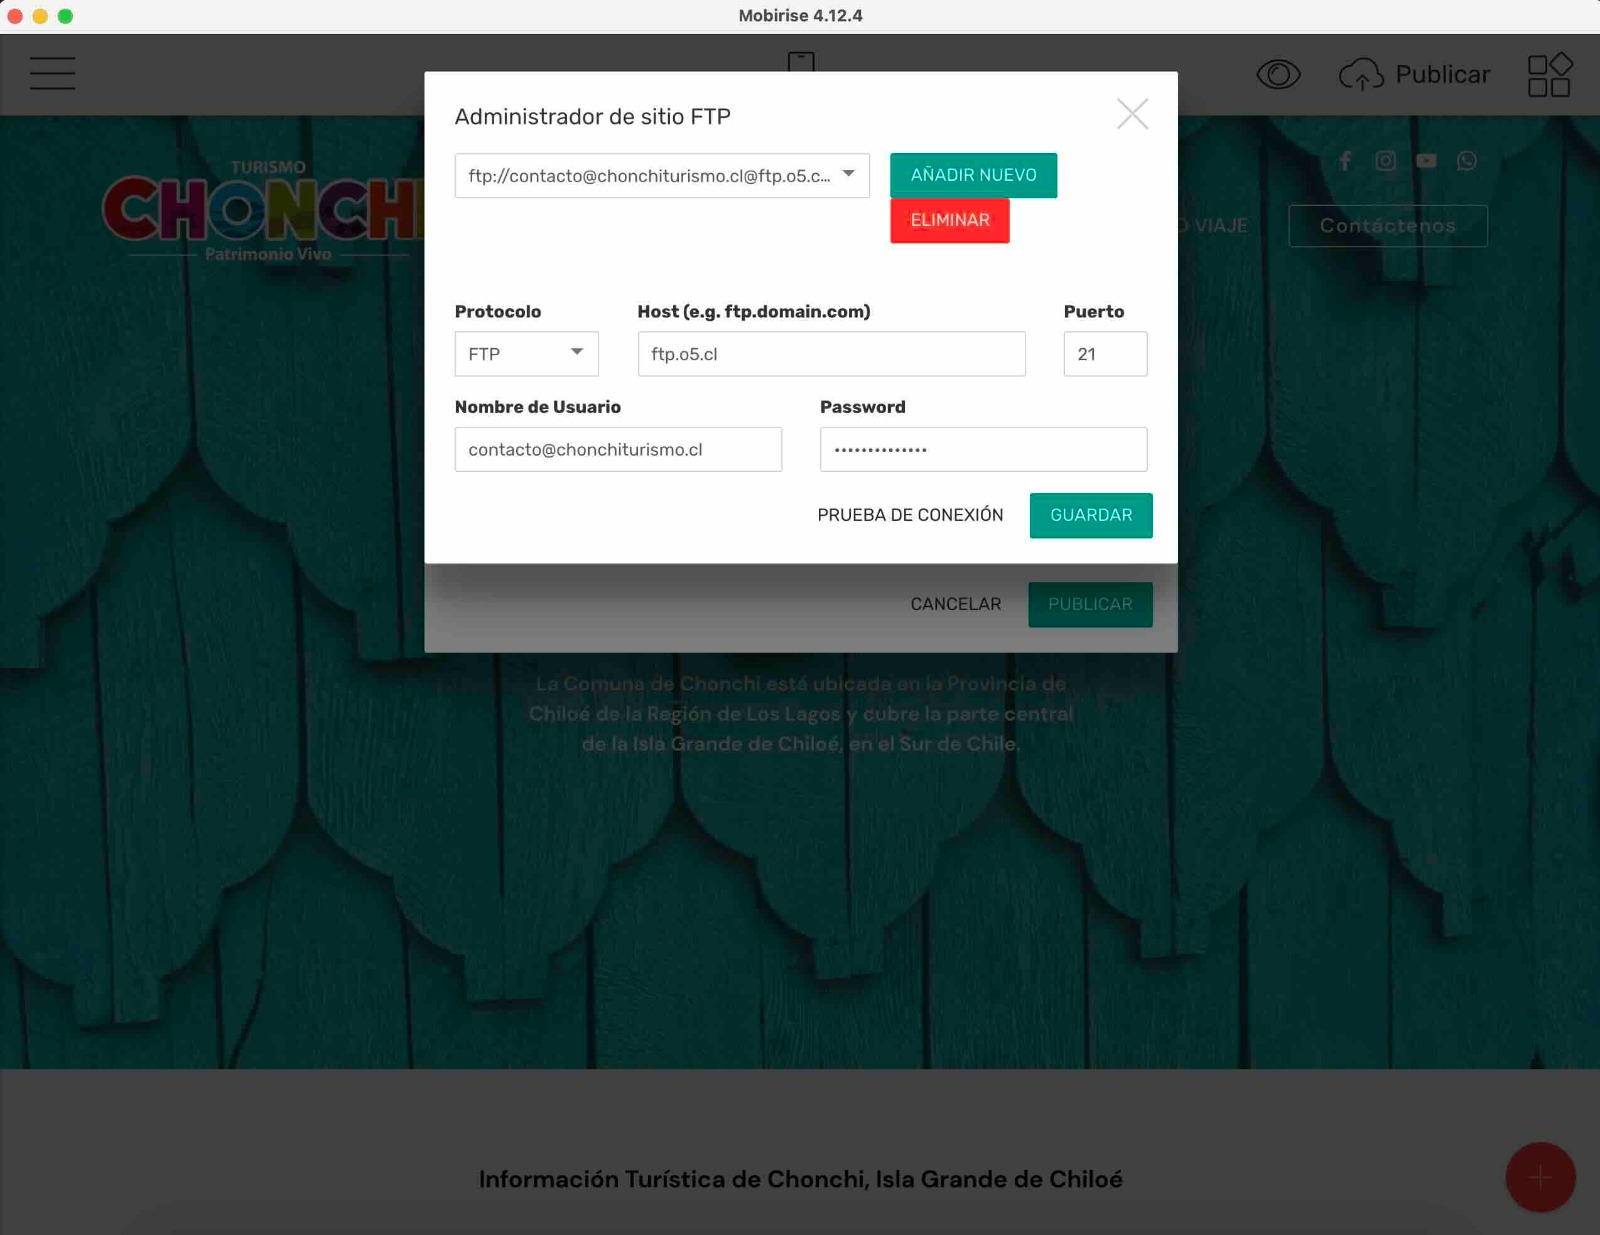 Mobirise 4.12.4
Publicar
Administrador de sitio FTP
ftp://contacto@chonchiturismo.cl@ftp.o5.c...
AÑADIR NUEVO
ELIMINAR
TURISMO
CHONCH
Patrimonio Vivo
O VIAJE
Contáctenos
Protocolo
Host (e.g. ftp.domain.com)
Puerto
FTP
ftp.o5.cl
21
Nombre de Usuario
Password
contacto@chonchiturismo.cl
••••••••••••••
PRUEBA DE CONEXIÓN
GUARDAR
CANCELAR
PUBLICAR
La Comuna de Chonchi está ubicada en la Provincia de
Chiloé de la Región de Los Lagos y cubre la parte central
de la Isla Grande de Chiloé, en el Sur de Chile.
Información Turística de Chonchi, Isla Grande de Chiloé